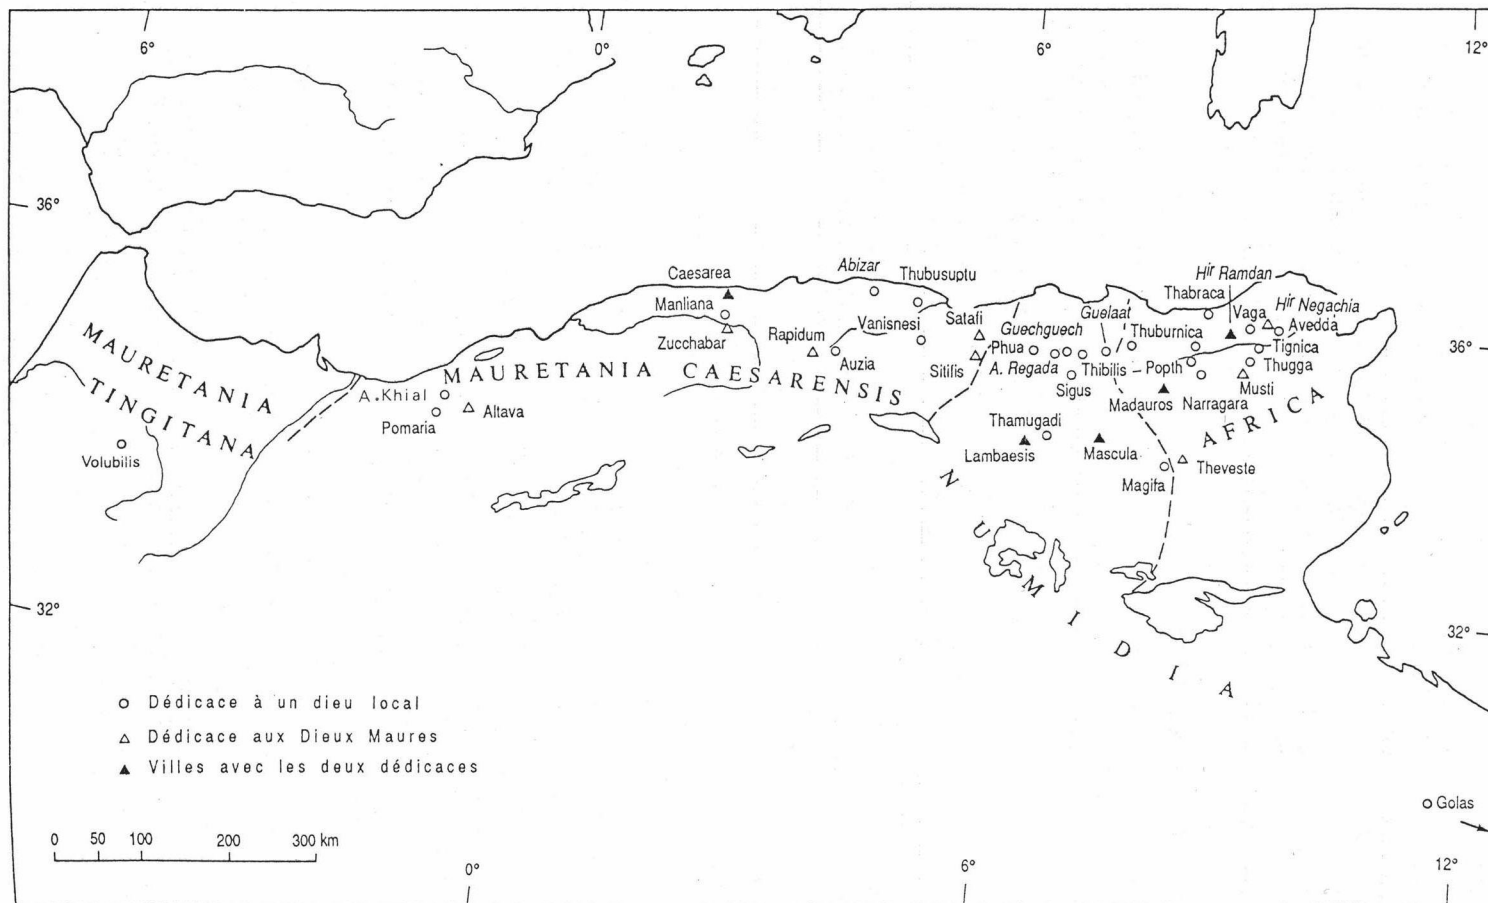 6° 0° 6° 12°
36°
Caesarea
Abizar
Thubusuptu
Hir Ramdan
Thabraca
Manliana
Hir Negachia
Vaga
Avedda
Satafi
Guechguech
Guelaat
Thuburnica
Zucchabar
Rapidum
Vanisnesi
Phua
Tignica
36°
Auzia
Sitifis
A. Regada
Thibilis
Popth
Thugga
Sigus
Musti
MAURETANIA CAESARENSIS
MAURETANIA
TINGITANA
A. Khial
Altava
Pomaria
Madauros
Narragara
AFRICA
Thamugadi
Lambaesis
Mascula
Theveste
Magifa
Volubilis
NUMIDIA
32°
32°
Dédicace à un dieu local
Dédicace aux Dieux Maures
Villes avec les deux dédicaces
Golas
0 50 100 200 300 km
0° 6° 12°